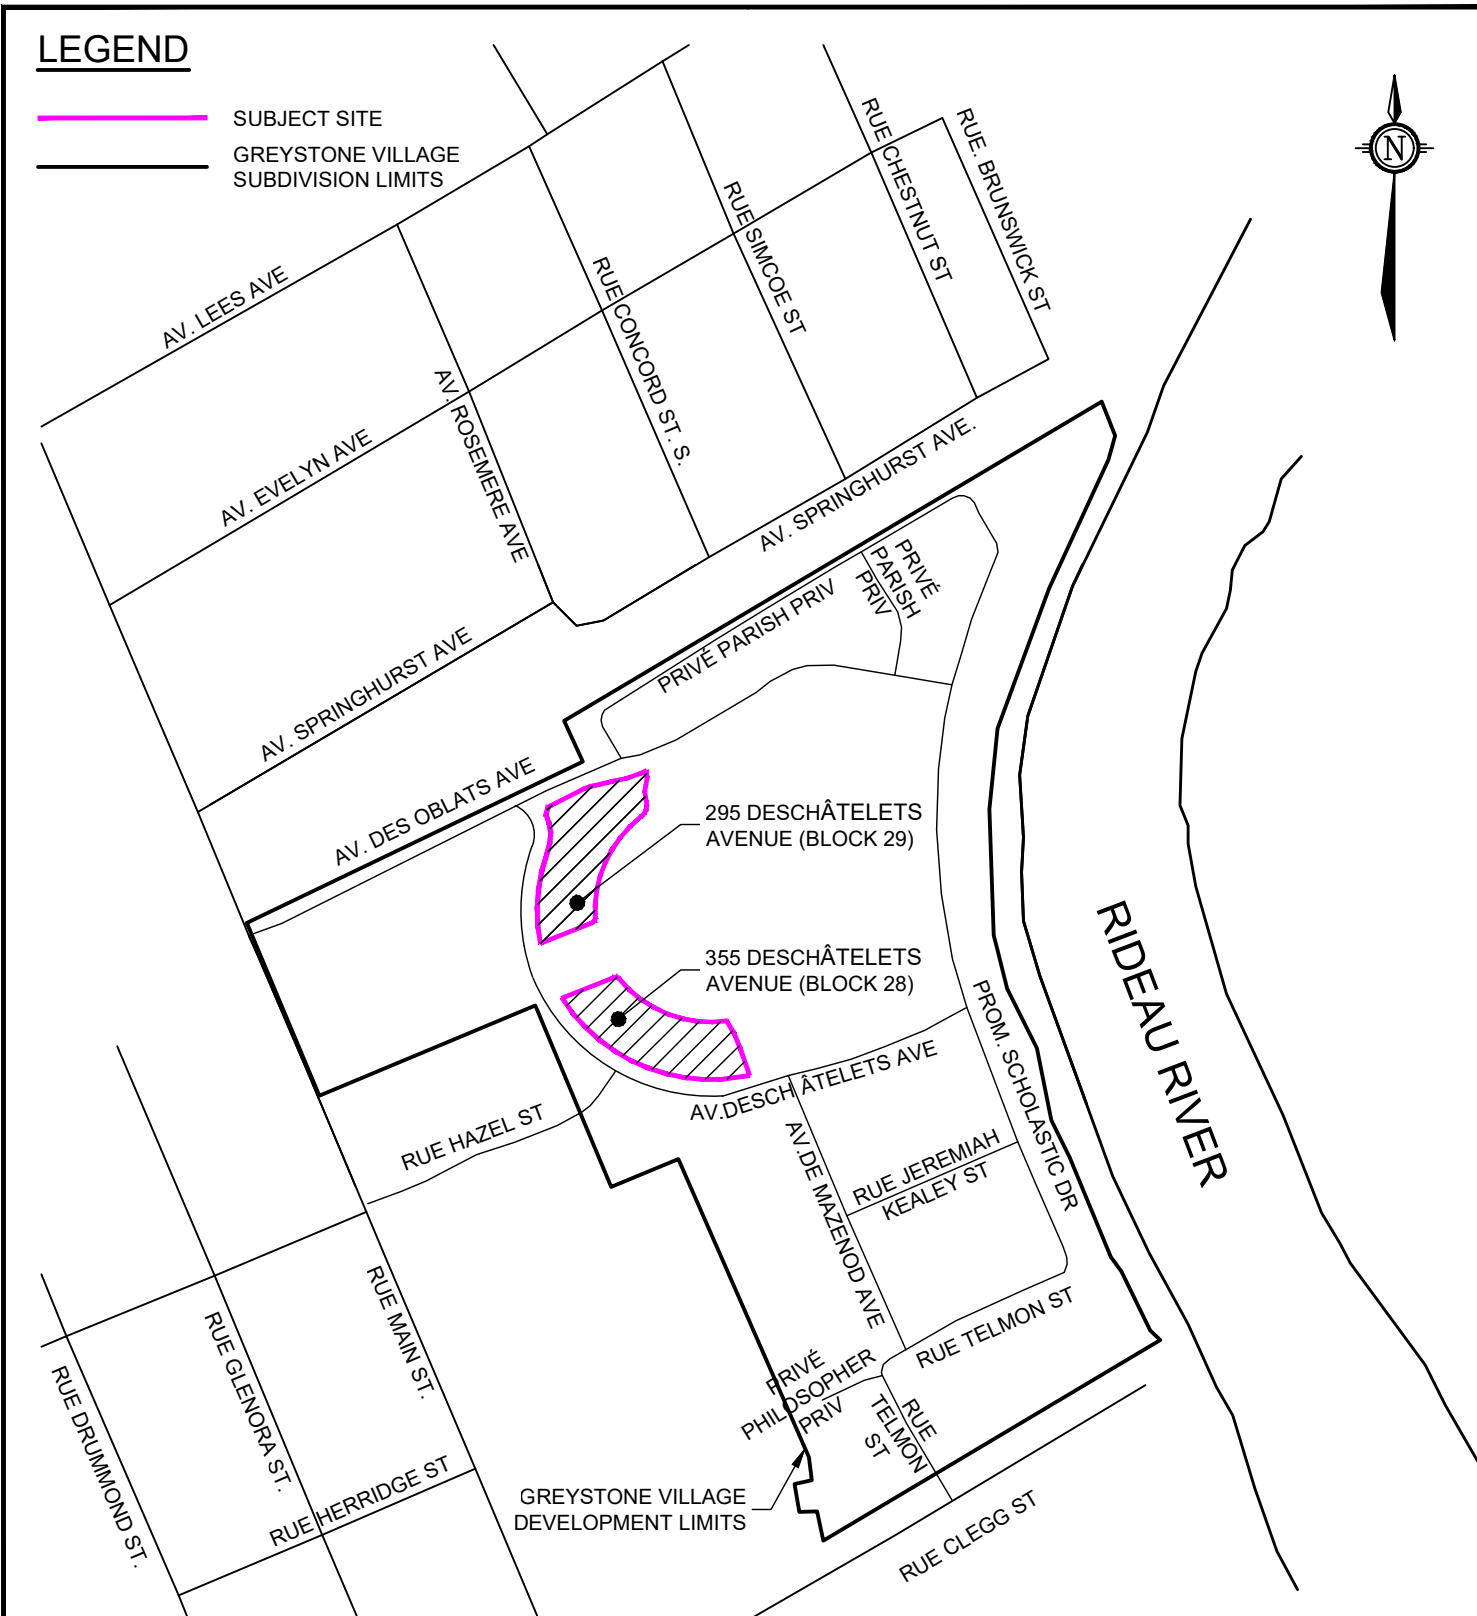 LEGEND
SUBJECT SITE
GREYSTONE VILLAGE
SUBDIVISION LIMITS
N
AV. LEES AVE
AV. EVELYN AVE
AV. ROSEMERE AVE
RUE CONCORD ST. S.
RUE SIMCOE ST
RUE CHESTNUT ST
RUE. BRUNSWICK ST
AV. SPRINGHURST AVE.
AV. SPRINGHURST AVE
PRIVÉ PARISH PRIV
PRIVÉ
PARISH
PRIV
AV. DES OBLATS AVE
295 DESCHÂTELETS
AVENUE (BLOCK 29)
355 DESCHÂTELETS
AVENUE (BLOCK 28)
RIDEAU RIVER
PROM. SCHOLASTIC DR
AV.DESCHÂTELETS AVE
RUE HAZEL ST
AV.DE MAZENOD AVE
RUE JEREMIAH
KEALEY ST
RUE MAIN ST.
RUE GLENORA ST.
RUE DRUMMOND ST.
RUE HERRIDGE ST
RUE TELMON ST
PRIVÉ
PHILOSOPHER
PRIV
RUE
TELMON
ST
GREYSTONE VILLAGE
DEVELOPMENT LIMITS
RUE CLEGG ST